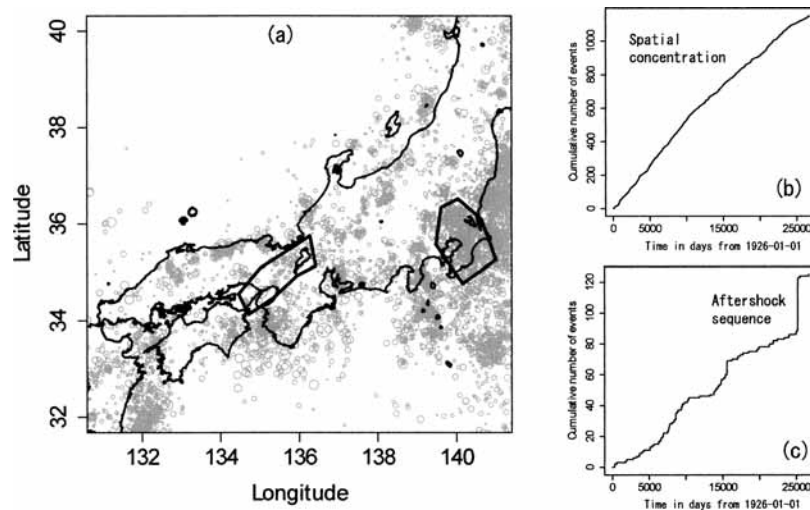 (a)
40
38
36
34
32
Latitude
132
134
136
138
140
Longitude
Spatial
concentration
Cumulative number of events
1000
800
600
400
200
0
(b)
0
5000
15000
25000
Time in days from 1926-01-01
Aftershock
sequence
Cumulative number of events
120
80
60
40
20
0
(c)
0
5000
15000
25000
Time in days from 1926-01-01